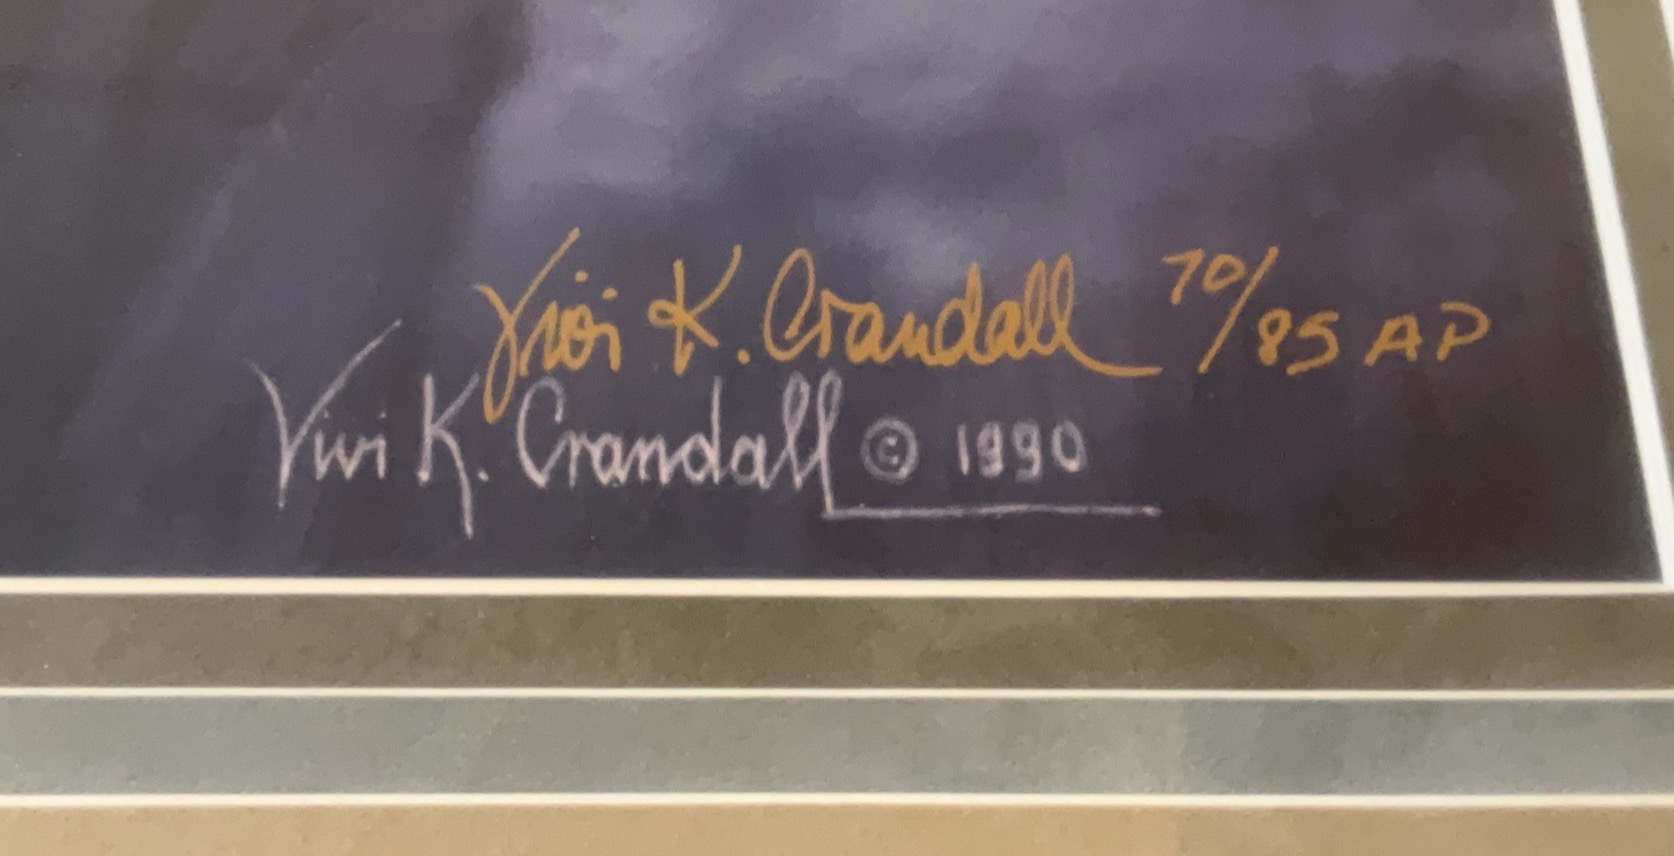 Vivi K. Crandall 70/85 AP
Vivi K. Crandall © 1990